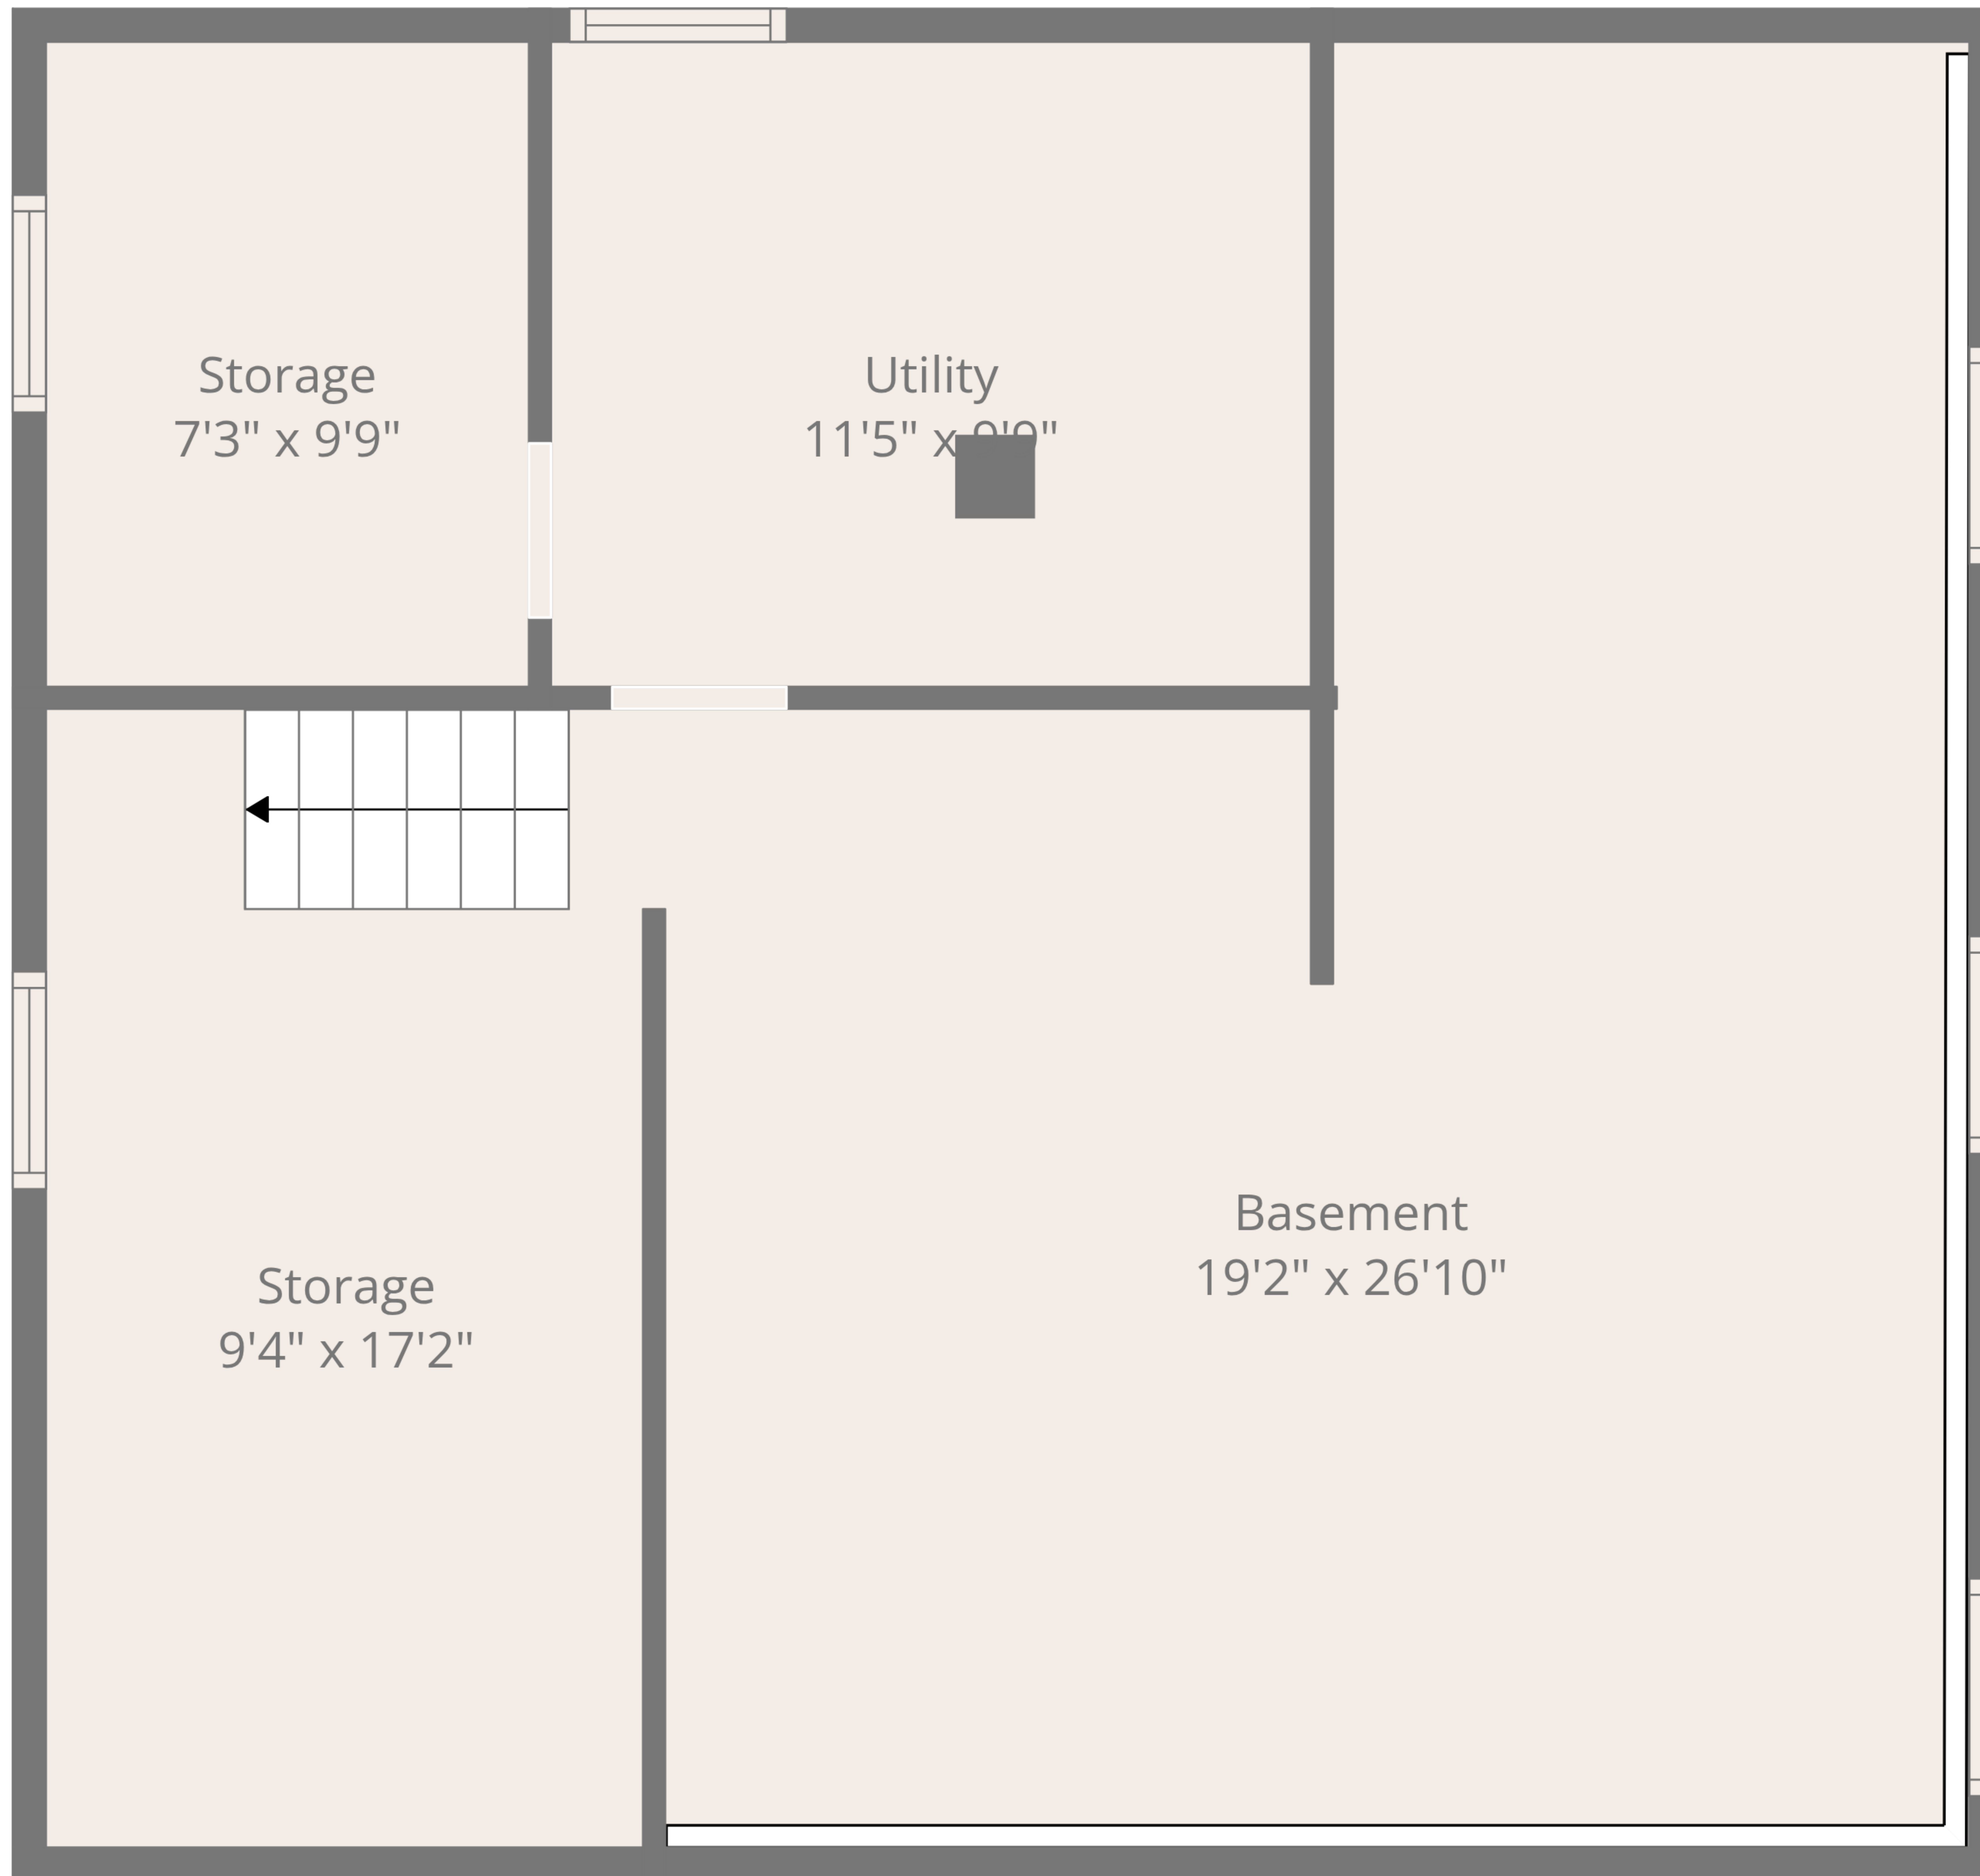 Storage
7'3" x 9'9"
Utility
11'5" x
Basement
19'2" x 26'10"
Storage
9'4" x 17'2"